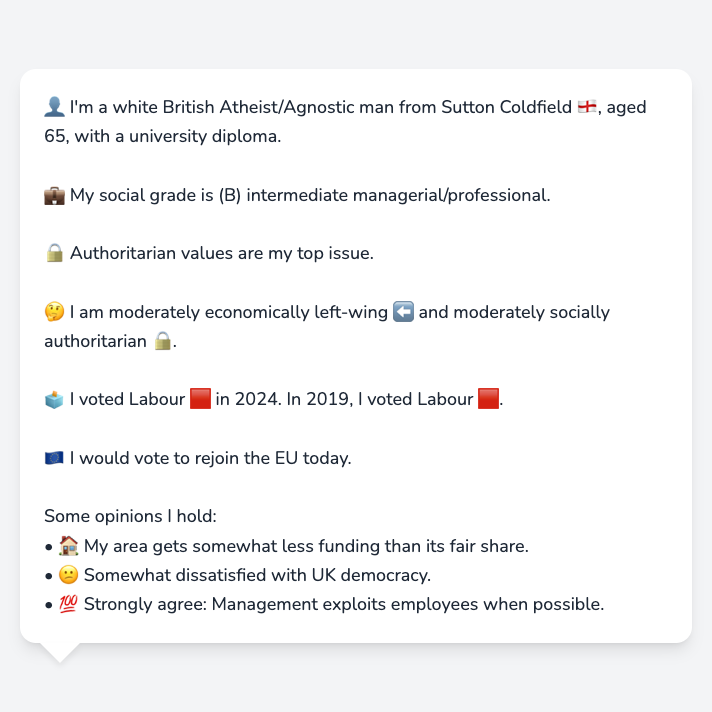 👤 I'm a white British Atheist/Agnostic man from Sutton Coldfield 🏴󠁧󠁢󠁥󠁮󠁧󠁿, aged
65, with a university diploma.
💼 My social grade is (B) intermediate managerial/professional.
🔒 Authoritarian values are my top issue.
🤔 I am moderately economically left-wing ⬅️ and moderately socially
authoritarian 🔒.
🗳️ I voted Labour 🟥 in 2024. In 2019, I voted Labour 🟥.
🇪🇺 I would vote to rejoin the EU today.
Some opinions I hold:
• 🏠 My area gets somewhat less funding than its fair share.
• 😕 Somewhat dissatisfied with UK democracy.
• 💯 Strongly agree: Management exploits employees when possible.